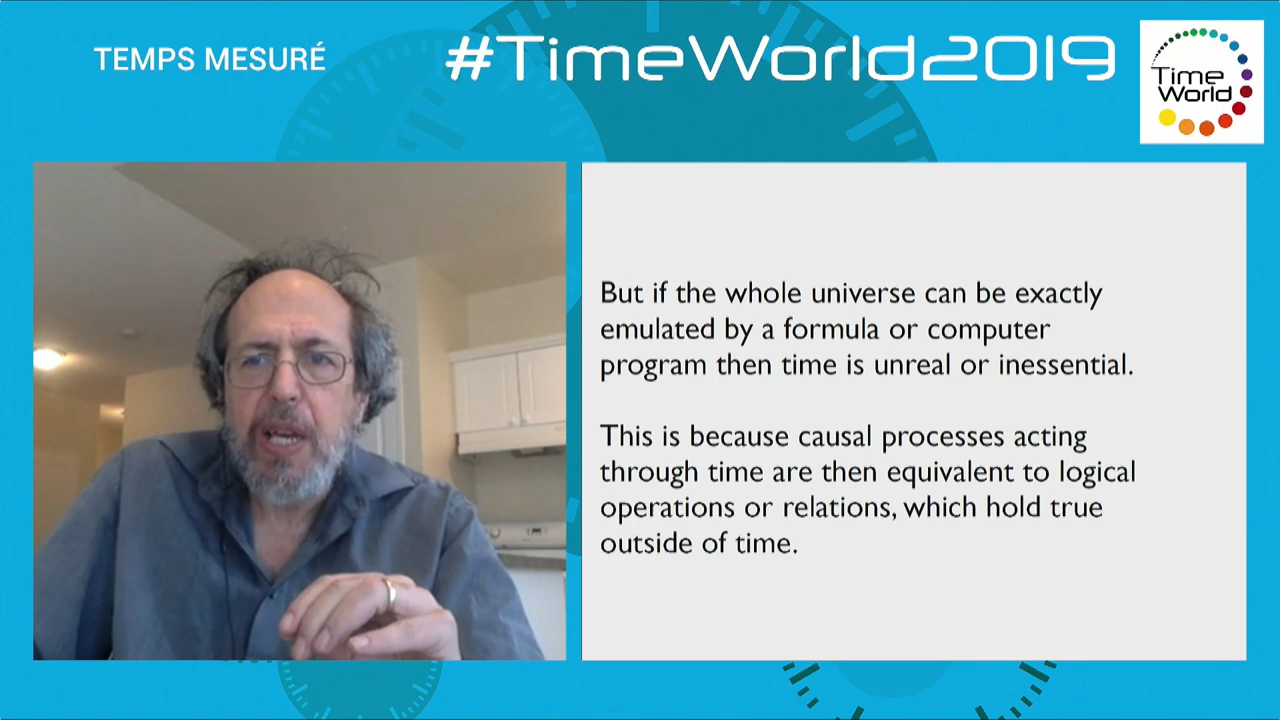 TEMPS MESURÉ
#TimeWorld2019
Time
World
But if the whole universe can be exactly
emulated by a formula or computer
program then time is unreal or inessential.
This is because causal processes acting
through time are then equivalent to logical
operations or relations, which hold true
outside of time.